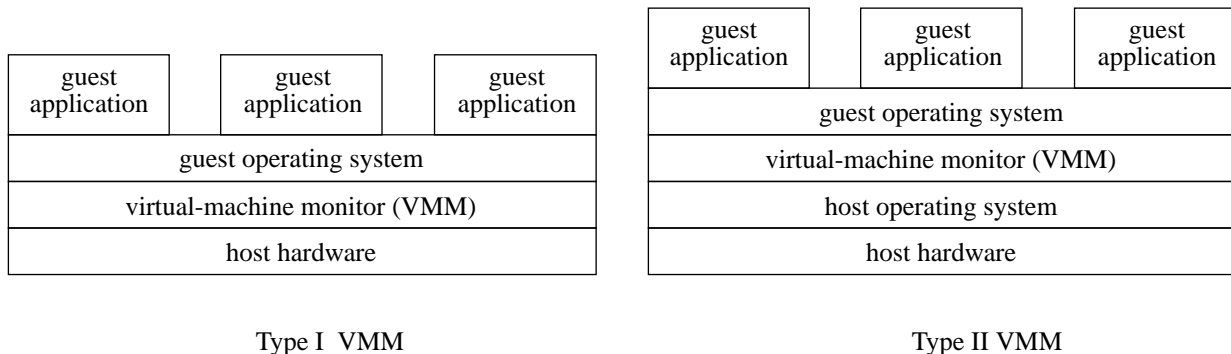 guest
application
guest
application
guest
application
guest operating system
virtual-machine monitor (VMM)
host hardware
Type I VMM
guest
application
guest
application
guest
application
guest operating system
virtual-machine monitor (VMM)
host operating system
host hardware
Type II VMM